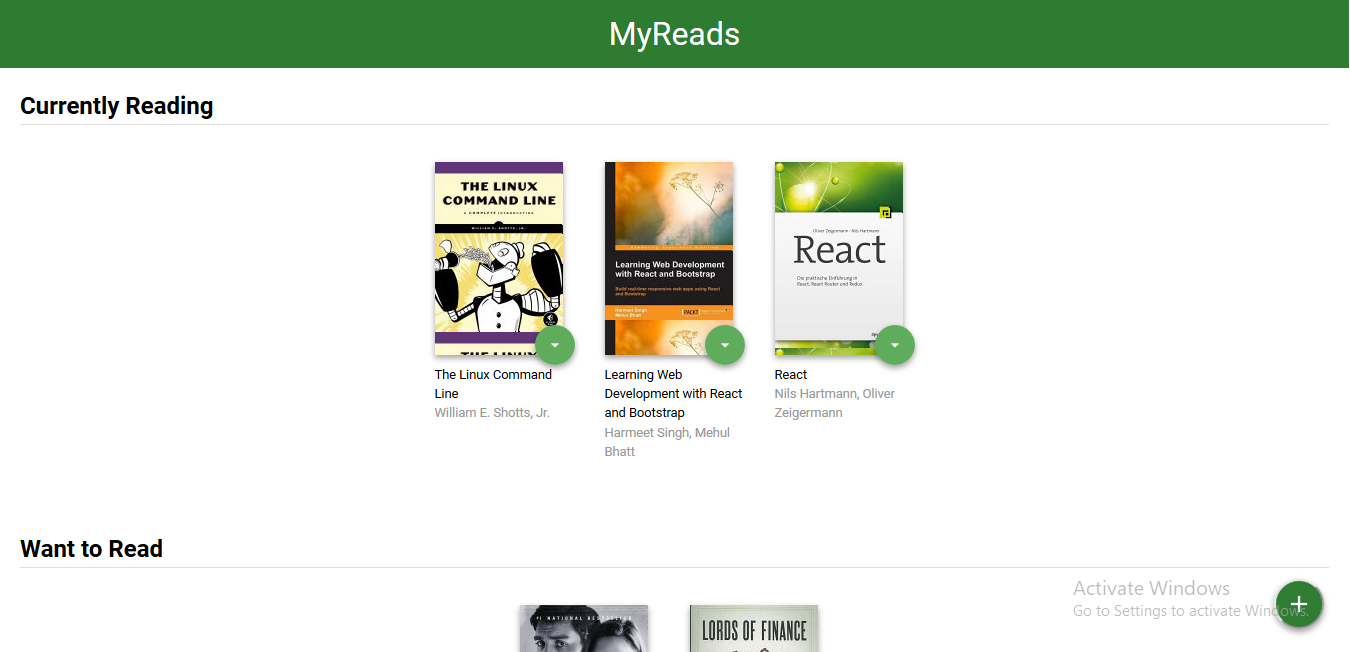 MyReads
Currently Reading
THE LINUX
COMMAND LINE
A COMPLETE INTRODUCTION
WILLIAM E. SHOTTS, JR.
THE LINUX
Learning Web Development
with React and Bootstrap
Build real-time responsive web apps using React
and Bootstrap
Harmeet Singh
Mehul Bhatt
PACKT
Oliver Zeigermann · Nils Hartmann
React
Die praktische Einführung in
React, React Router und Redux
The Linux Command
Line
William E. Shotts, Jr.
Learning Web
Development with React
and Bootstrap
Harmeet Singh, Mehul
Bhatt
React
Nils Hartmann, Oliver
Zeigermann
Want to Read
#1 NATIONAL BESTSELLER
LORDS OF FINANCE
Activate Windows
Go to Settings to activate Windows.
+